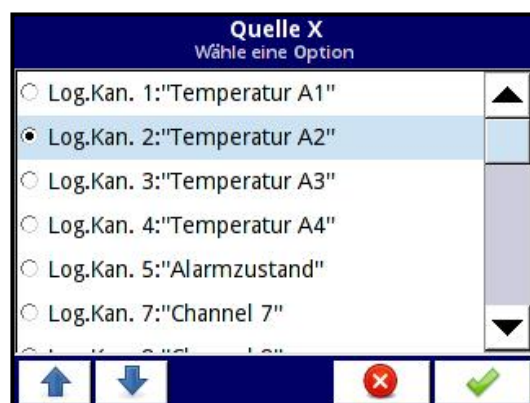 Quelle X
Wähle eine Option
Log.Kan. 1:"Temperatur A1"
Log.Kan. 2:"Temperatur A2"
Log.Kan. 3:"Temperatur A3"
Log.Kan. 4:"Temperatur A4"
Log.Kan. 5:"Alarmzustand"
Log.Kan. 7:"Channel 7"